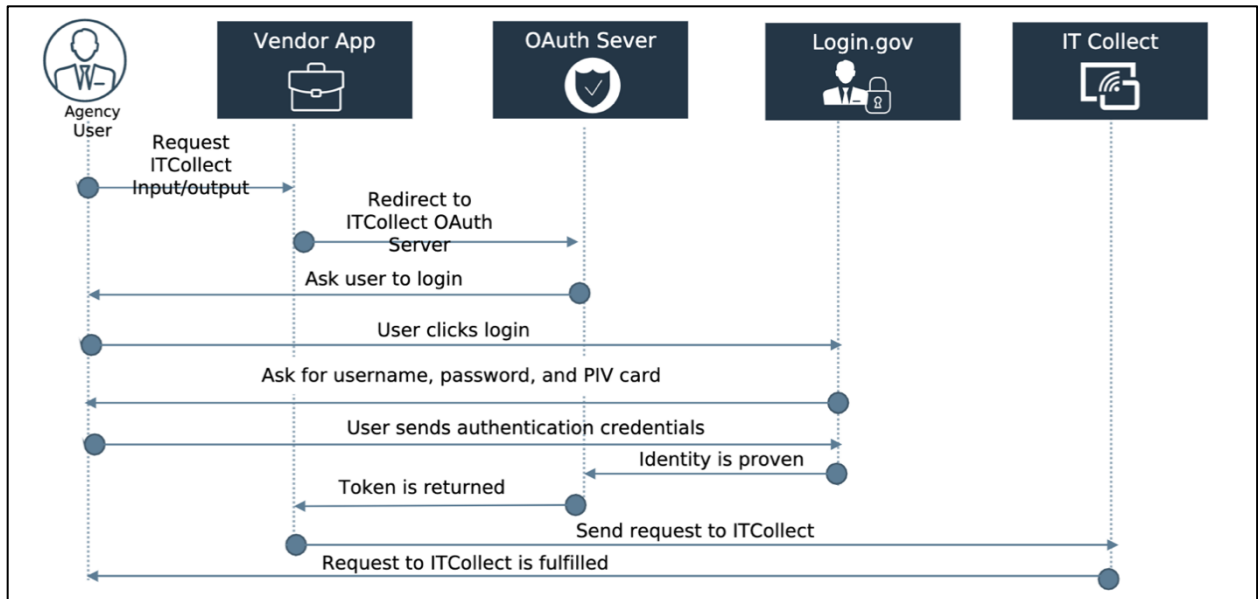 Vendor App
OAuth Sever
Login.gov
IT Collect
Agency
User
Request
ITCollect
Input/output
Redirect to
ITCollect OAuth
Server
Ask user to login
User clicks login
Ask for username, password, and PIV card
User sends authentication credentials
Identity is proven
Token is returned
Send request to ITCollect
Request to ITCollect is fulfilled